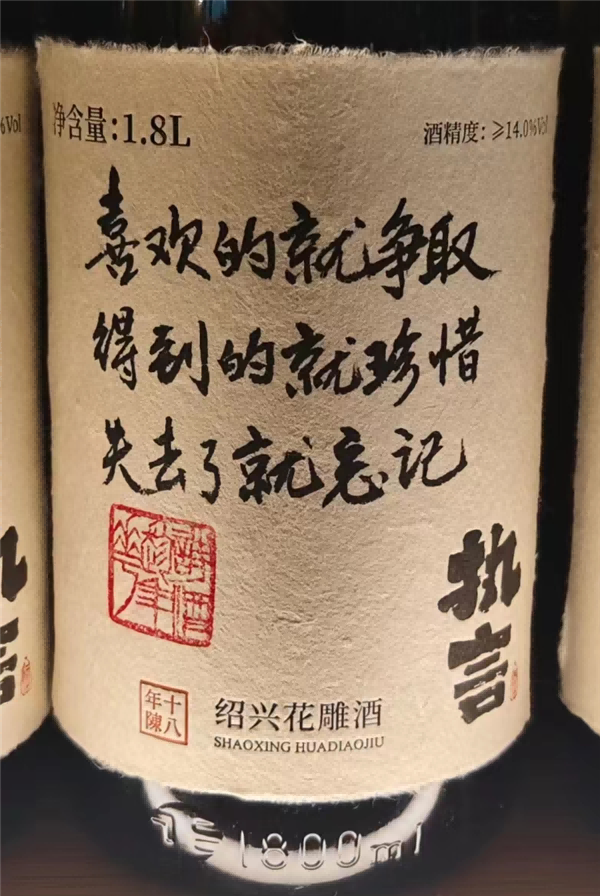 净含量:1.8L
酒精度:≥14.0%Vol
喜欢的就争取
得到的就珍惜
失去了就忘记
执言
十八年陳
绍兴花雕酒
SHAOXING HUADIAOJIU
1800ml